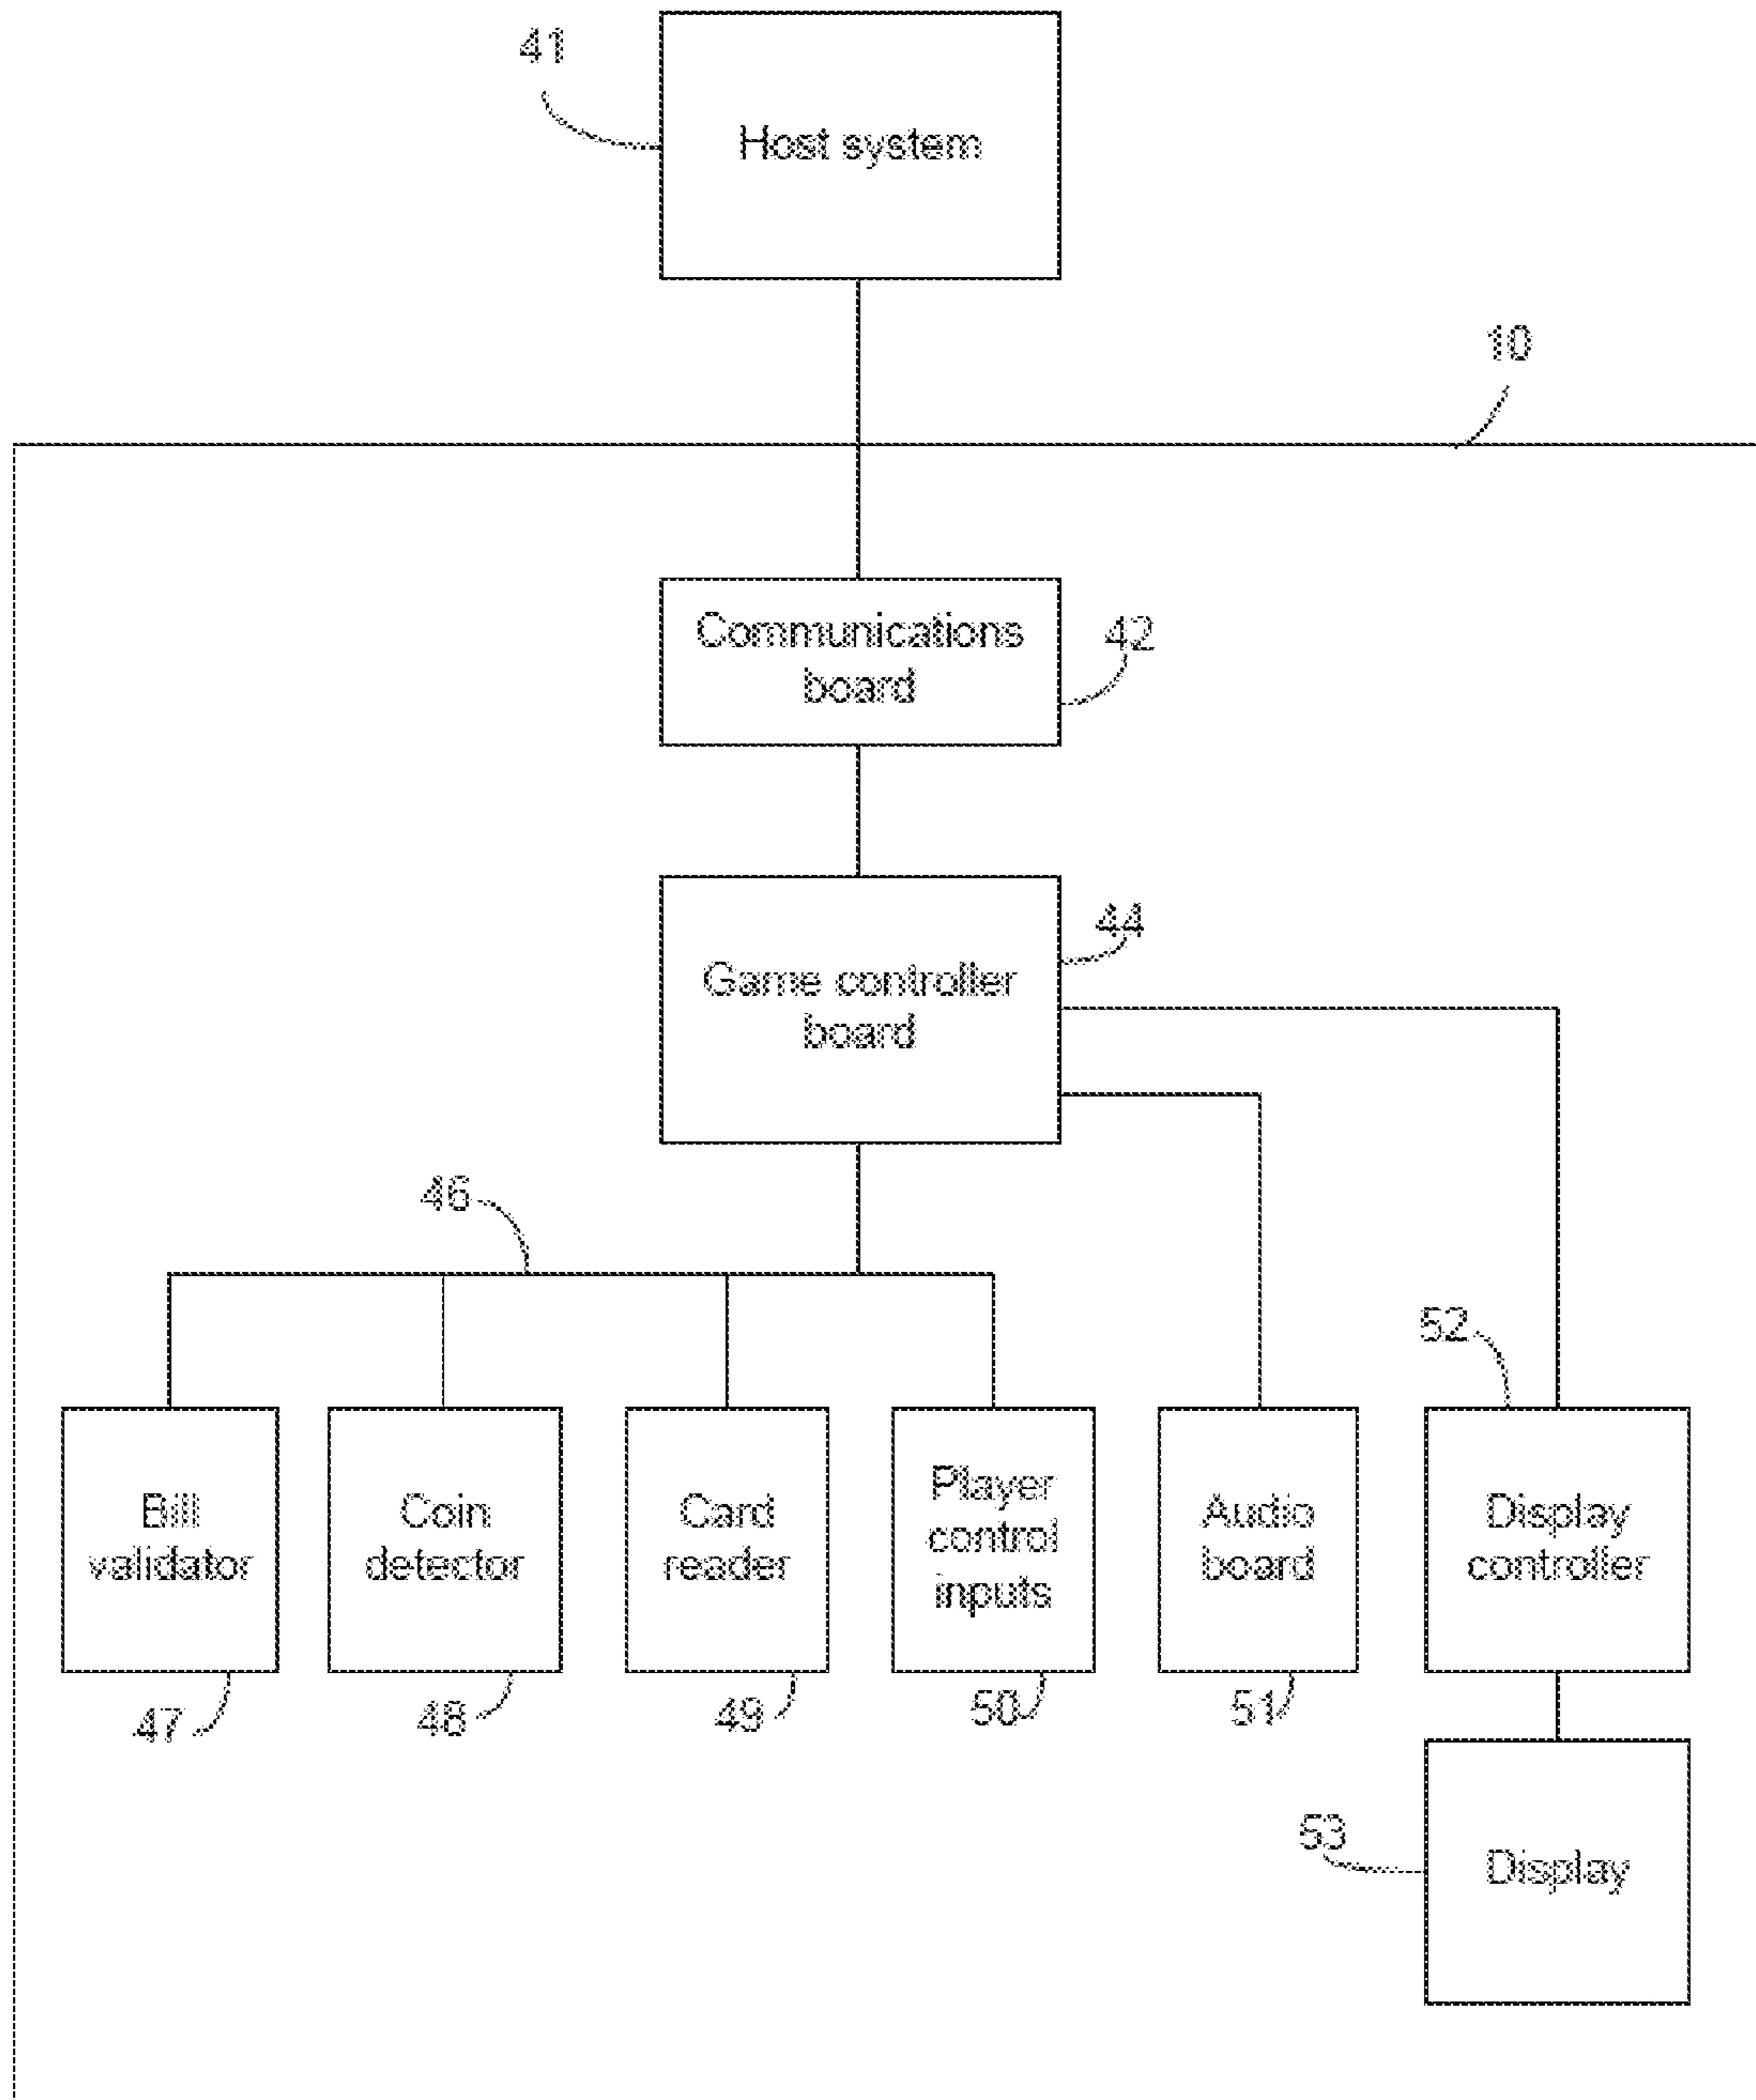 41
Host system
10
Communications
board
42
44
Game controller
board
46
52
Bill
validator
Coin
detector
Card
reader
Player
control
inputs
Audio
board
Display
controller
47
48
49
50
51
53
Display